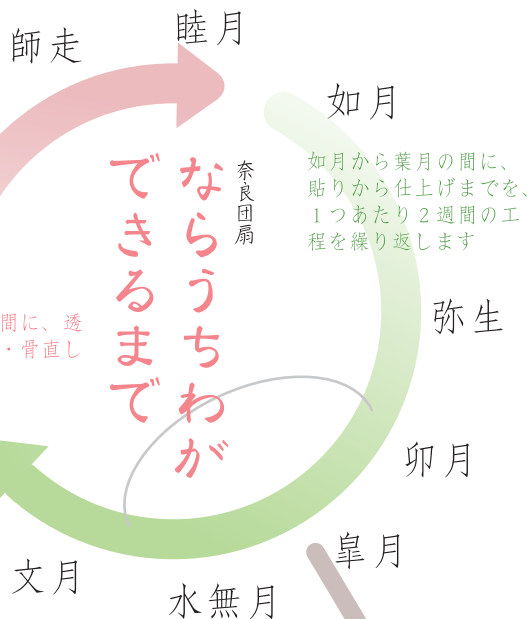 師走
睦月
如月
奈良団扇
ならうちわが
できるまで
如月から葉月の間に、
貼りから仕上げまでを、
１つあたり２週間の工
程を繰り返します
間に、透
・骨直し
弥生
卯月
皐月
水無月
文月